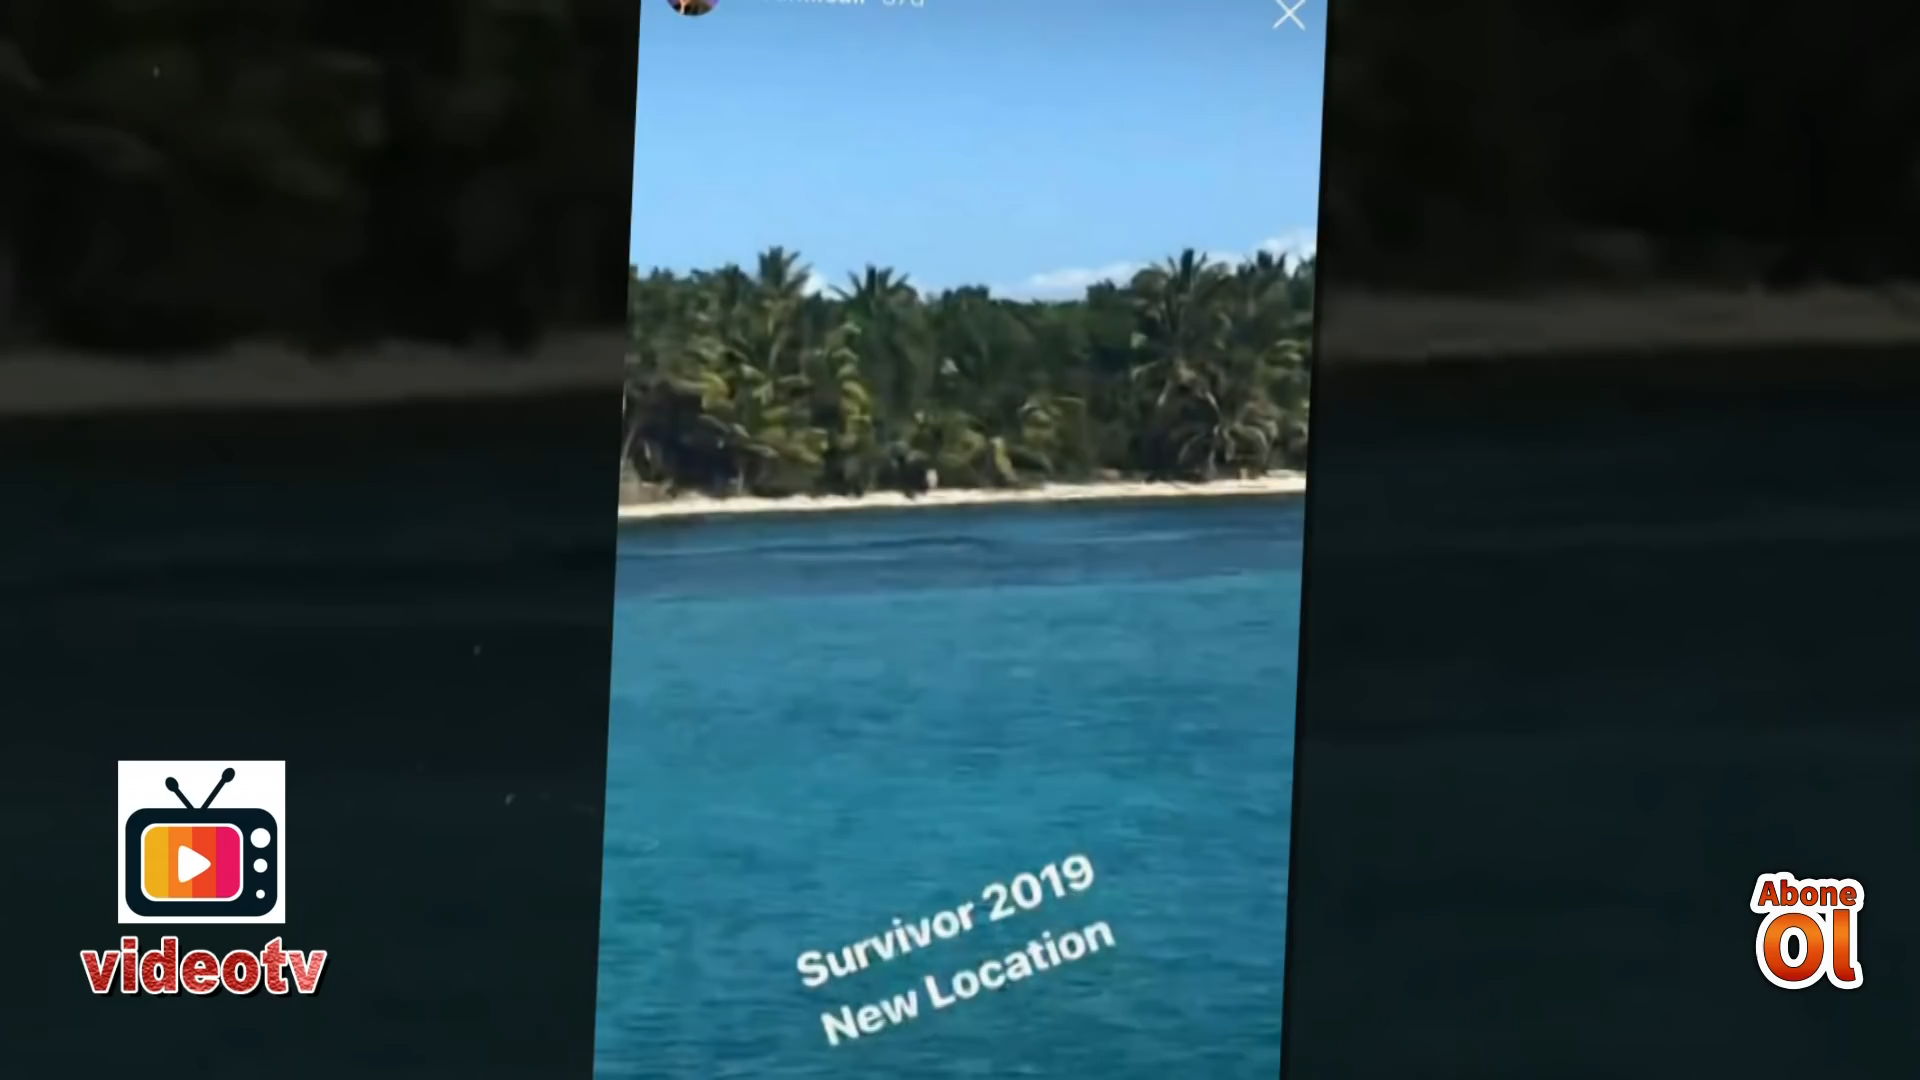 Survivor 2019
New Location
videotv
Abone
Ol